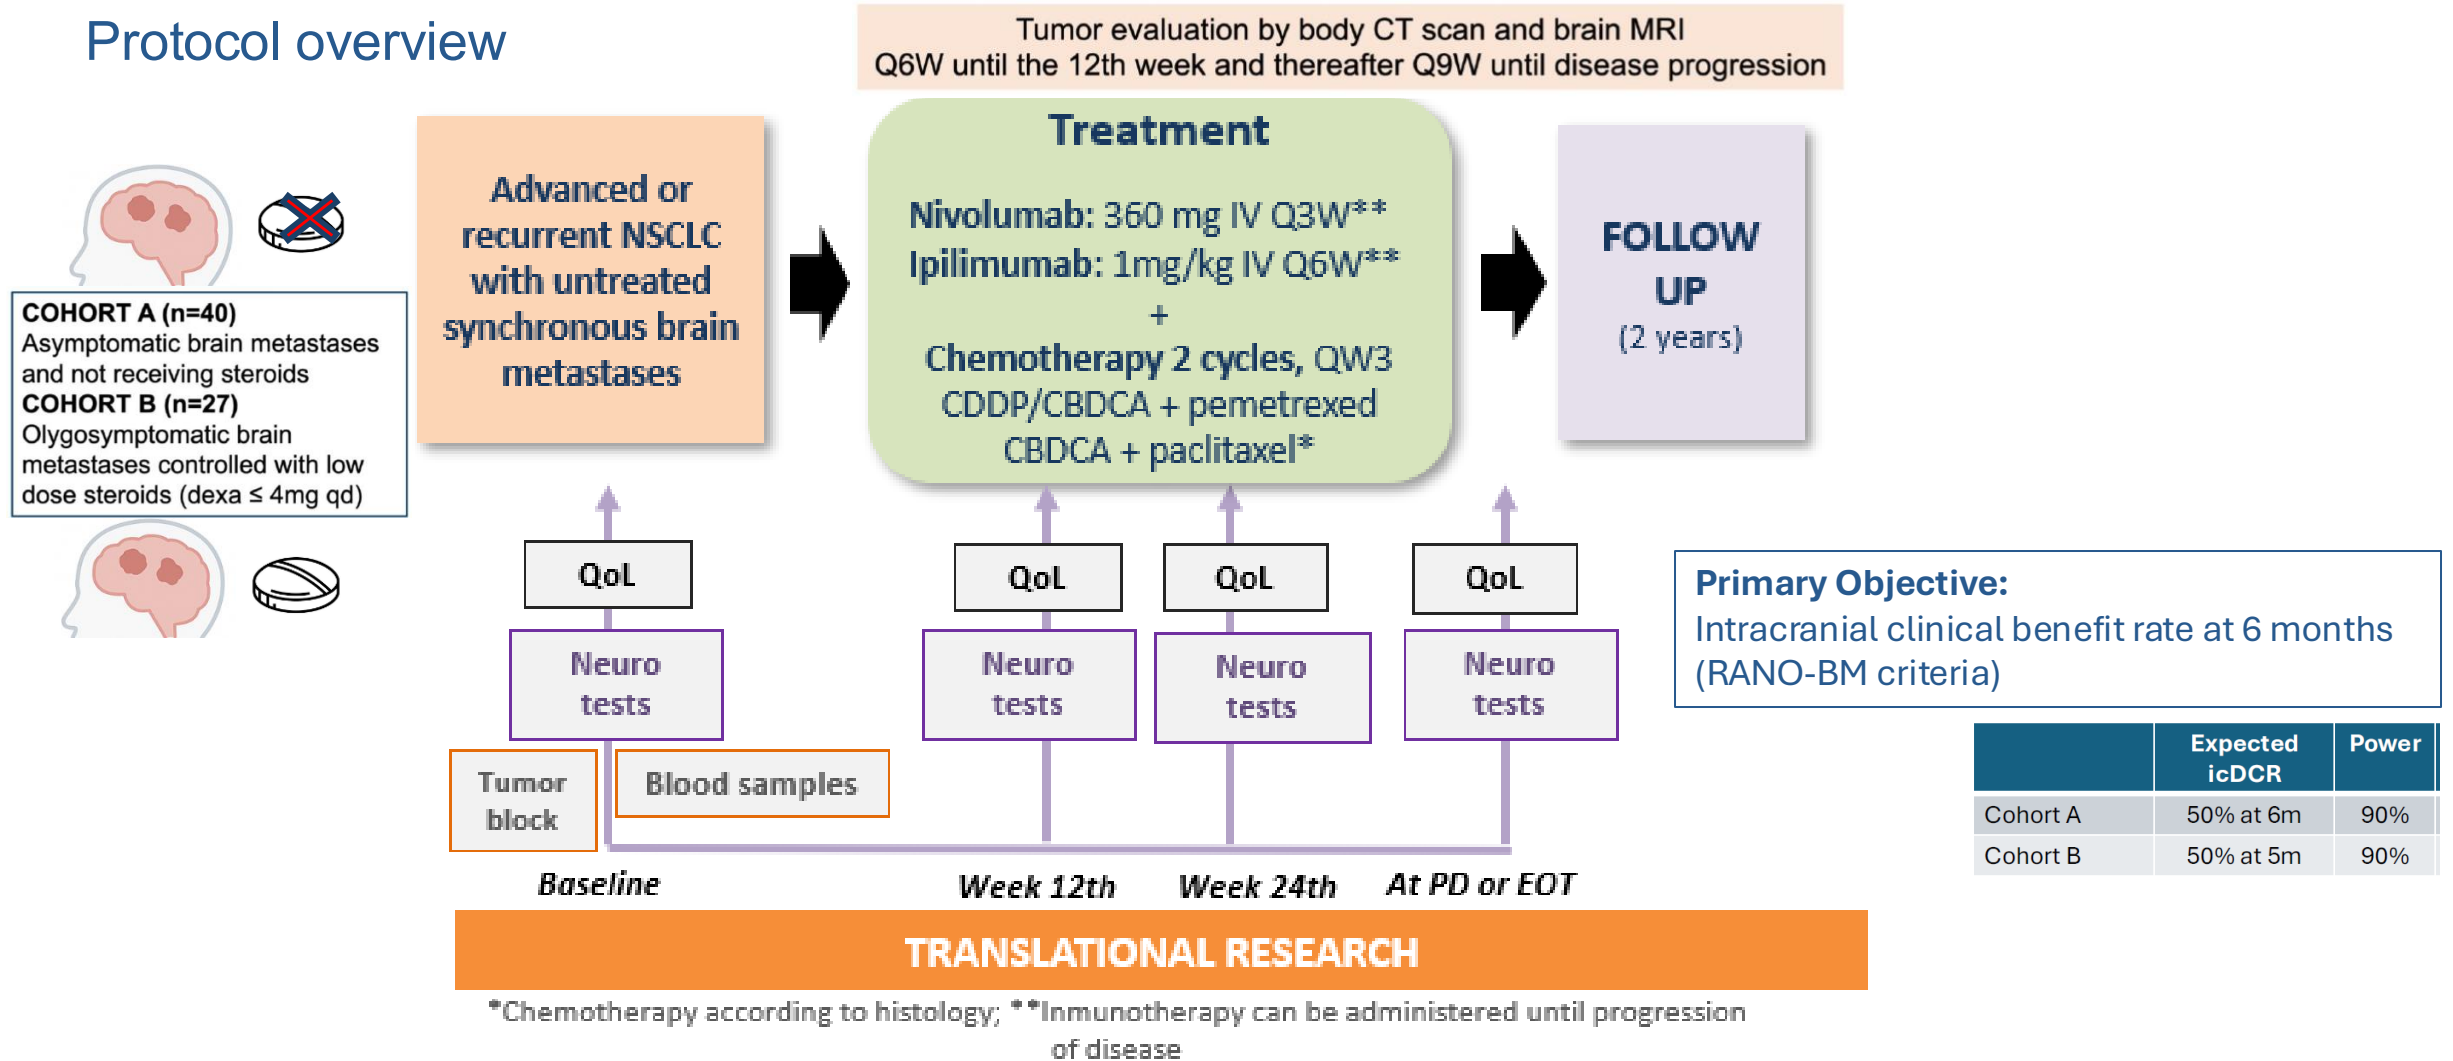 Protocol overview
Tumor evaluation by body CT scan and brain MRI
Q6W until the 12th week and thereafter Q9W until disease progression
COHORT A (n=40)
Asymptomatic brain metastases
and not receiving steroids
COHORT B (n=27)
Olygosymptomatic brain
metastases controlled with low
dose steroids (dexa ≤ 4mg qd)
Advanced or
recurrent NSCLC
with untreated
synchronous brain
metastases
Treatment
Nivolumab: 360 mg IV Q3W**
Ipilimumab: 1mg/kg IV Q6W**
+
Chemotherapy 2 cycles, QW3
CDDP/CBDCA + pemetrexed
CBDCA + paclitaxel*
FOLLOW
UP
(2 years)
QoL
QoL
QoL
QoL
Neuro
tests
Neuro
tests
Neuro
tests
Neuro
tests
Tumor
block
Blood samples
Baseline
Week 12th
Week 24th
At PD or EOT
Primary Objective:
Intracranial clinical benefit rate at 6 months
(RANO-BM criteria)
Expected
icDCR
Power
Cohort A 50% at 6m 90%
Cohort B 50% at 5m 90%
TRANSLATIONAL RESEARCH
*Chemotherapy according to histology; **Inmunotherapy can be administered until progression
of disease